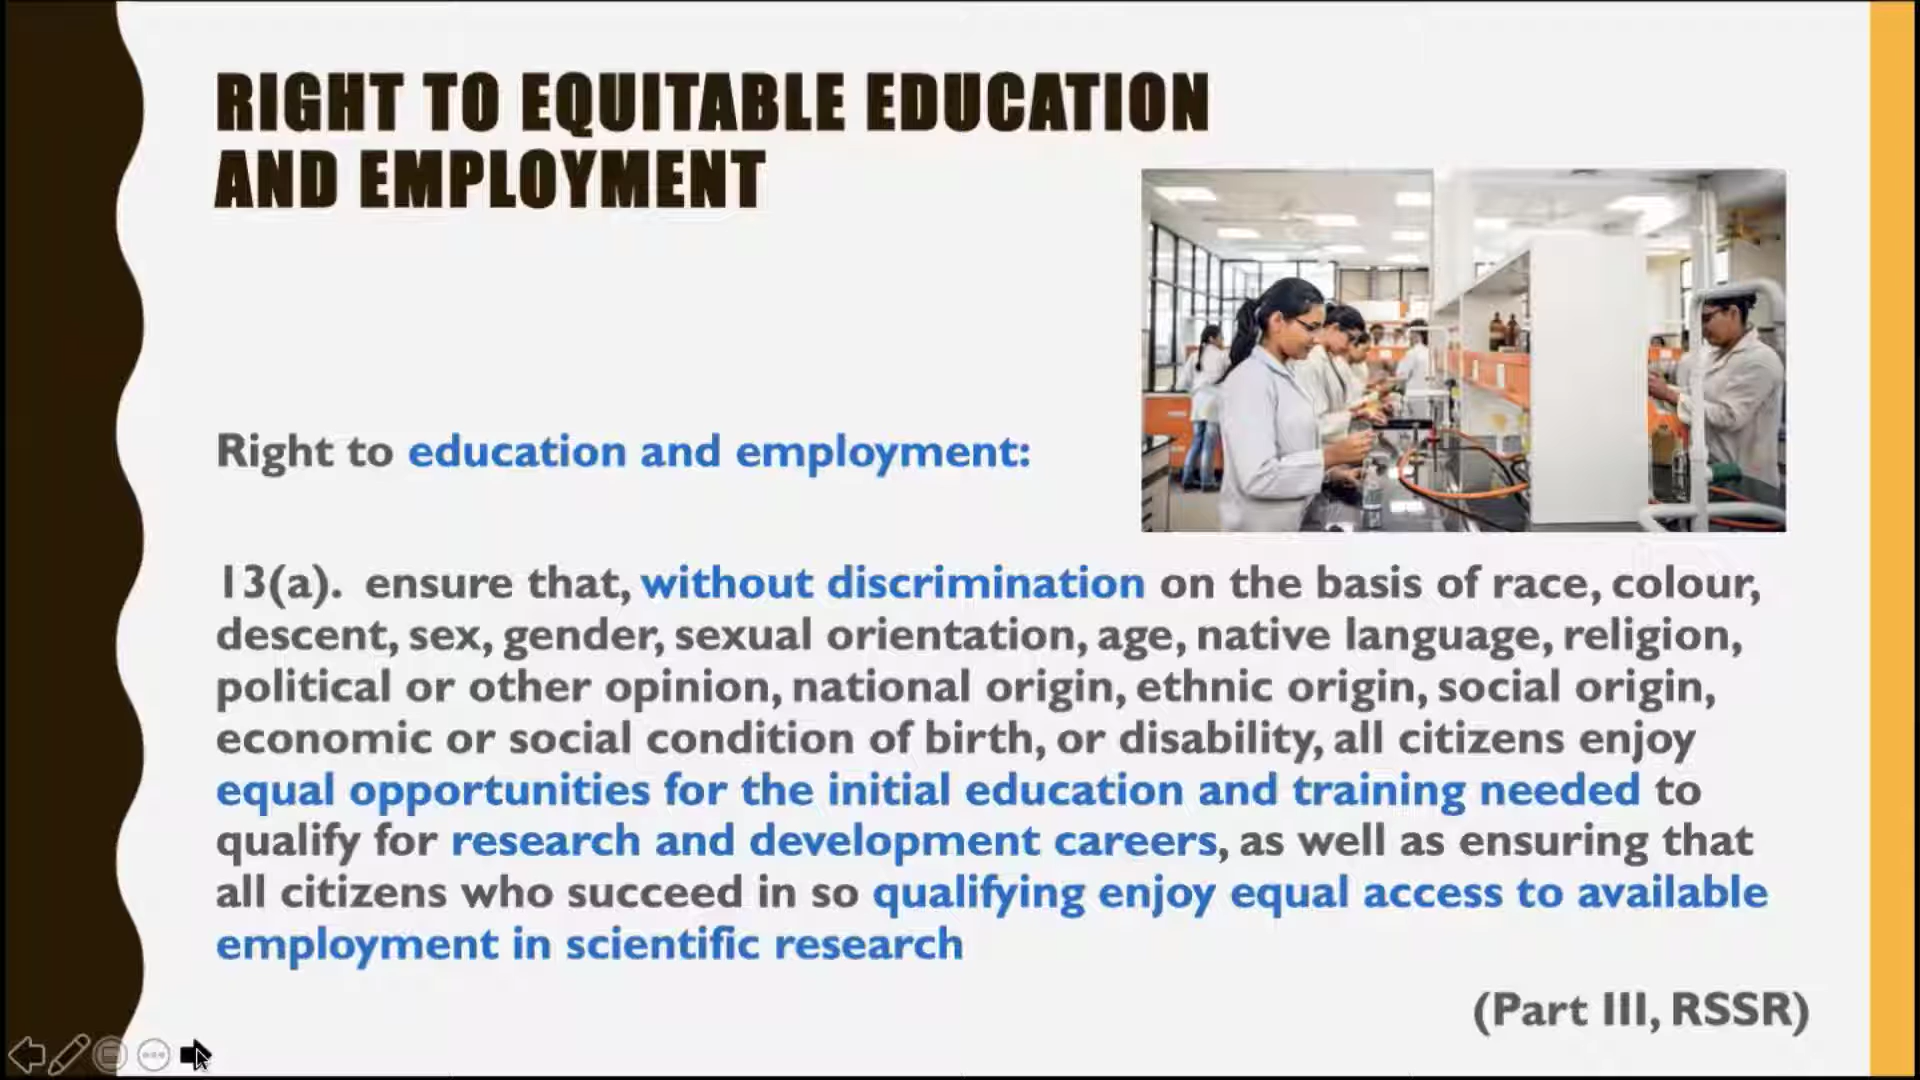 RIGHT TO EQUITABLE EDUCATION
AND EMPLOYMENT
Right to education and employment:
13(a).  ensure that, without discrimination on the basis of race, colour,
descent, sex, gender, sexual orientation, age, native language, religion,
political or other opinion, national origin, ethnic origin, social origin,
economic or social condition of birth, or disability, all citizens enjoy
equal opportunities for the initial education and training needed to
qualify for research and development careers, as well as ensuring that
all citizens who succeed in so qualifying enjoy equal access to available
employment in scientific research
(Part III, RSSR)